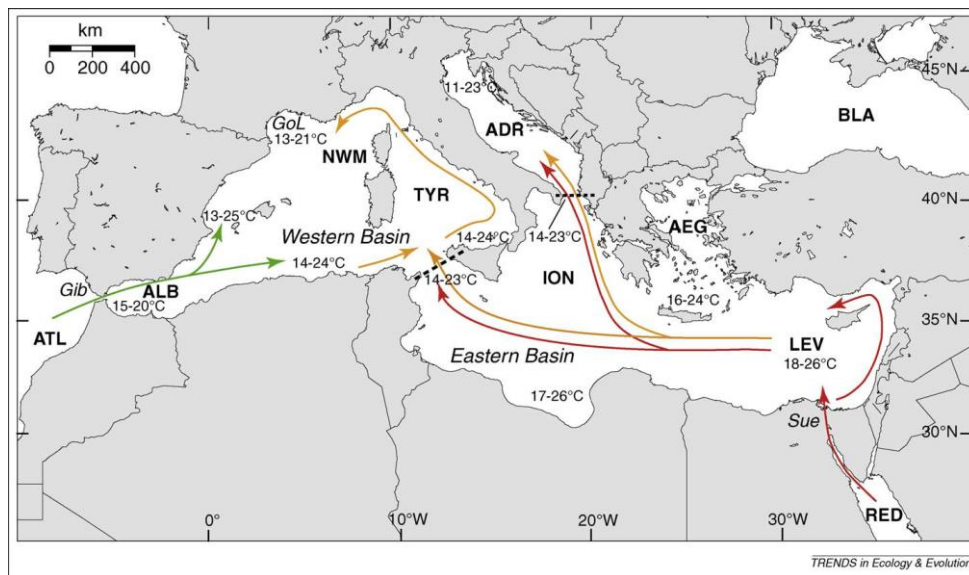 km
0 200 400
45°N
11-23°C
GoL
13-21°C
ADR
BLA
NWM
TYR
40°N
13-25°C
Western Basin
14-24°C
14-23°C
AEG
14-24°C
14-23°C
ION
Gib
ALB
15-20°C
16-24°C
ATL
35°N
LEV
Eastern Basin
18-26°C
17-26°C
Sue
30°N
RED
0° 10°W 20°W 30°W
TRENDS in Ecology & Evolution